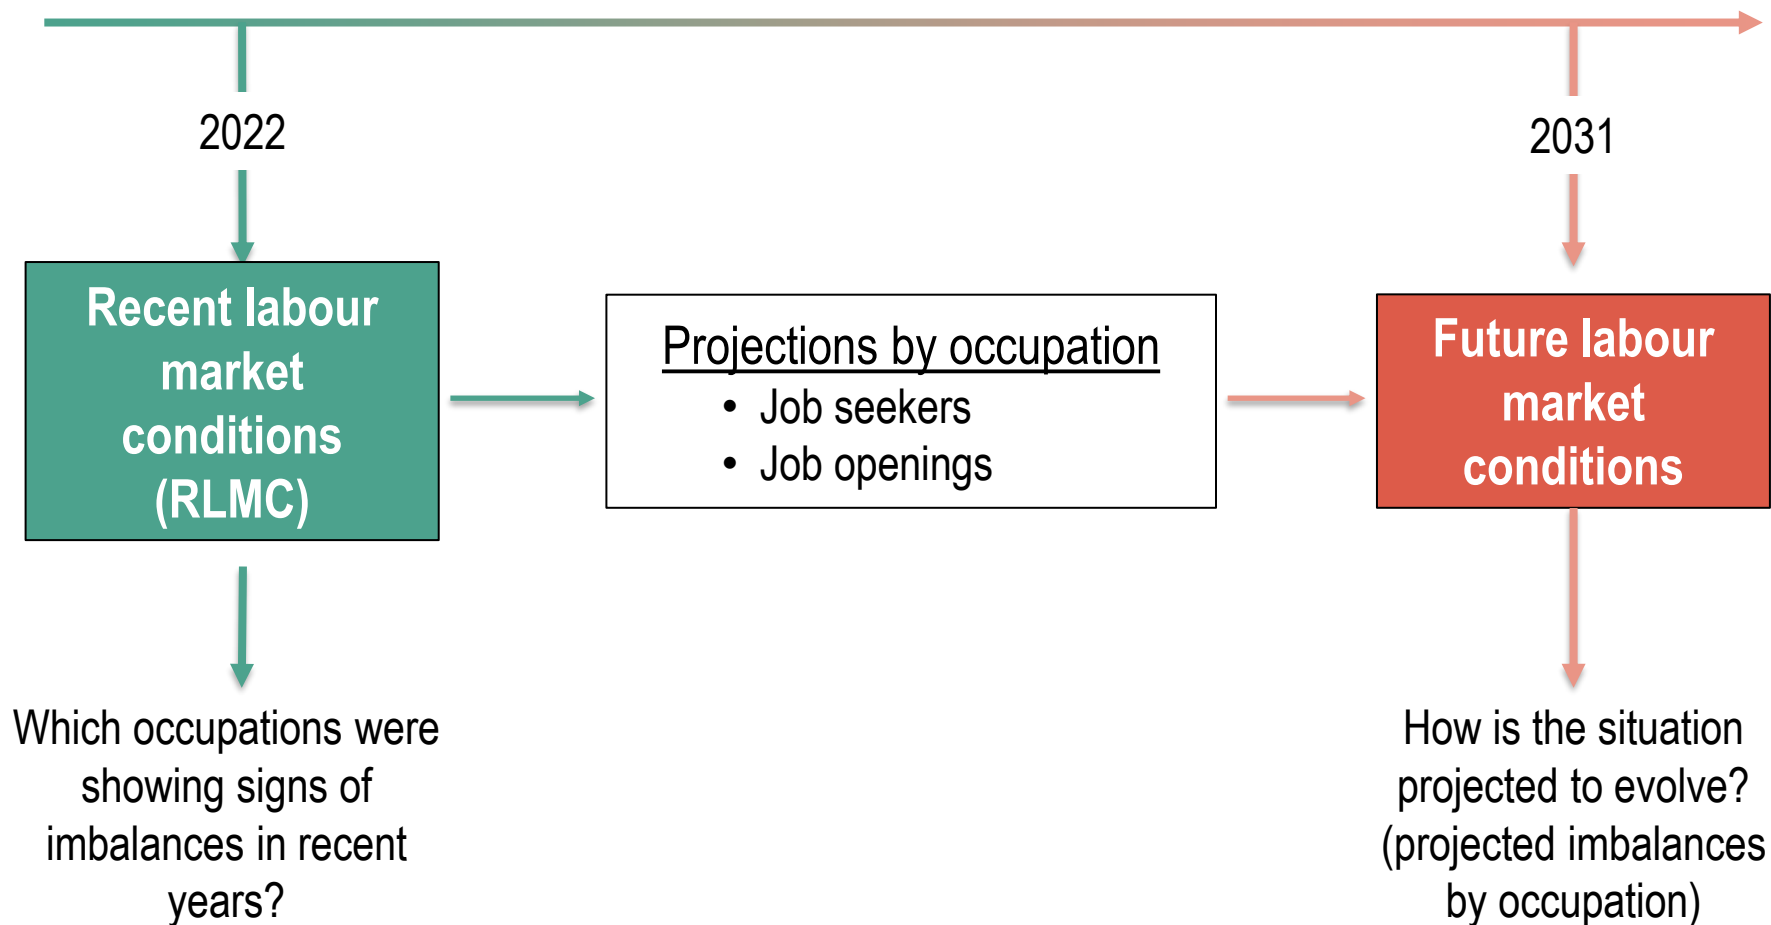 2022
2031
Recent labour
market
conditions
(RLMC)
Projections by occupation
• Job seekers
• Job openings
Future labour
market
conditions
Which occupations were
showing signs of
imbalances in recent
years?
How is the situation
projected to evolve?
(projected imbalances
by occupation)